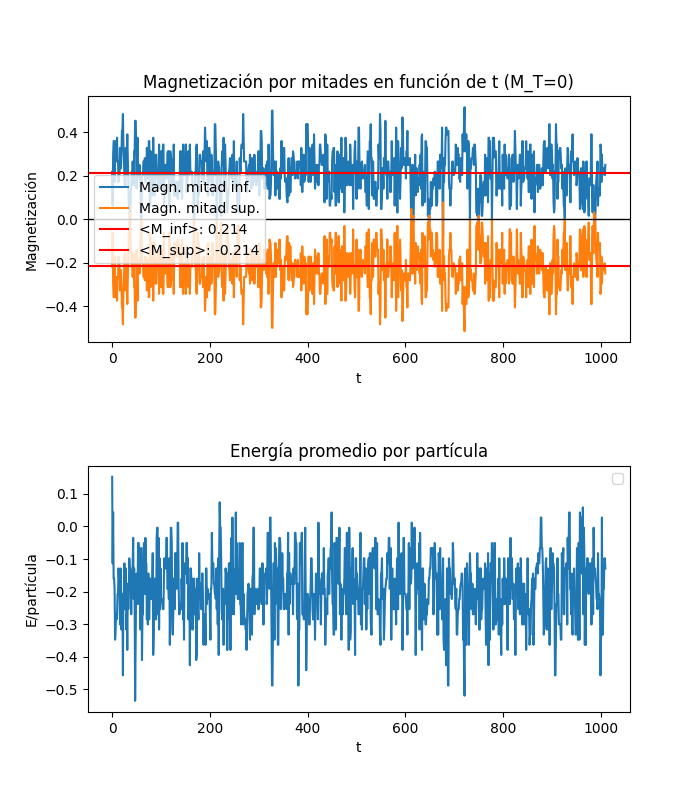 Magnetización por mitades en función de t (M_T=0)
Magnetización
0.4
0.2
0.0
−0.2
−0.4
Magn. mitad inf.
Magn. mitad sup.
<M_inf>: 0.214
<M_sup>: -0.214
0 200 400 600 800 1000
t
Energía promedio por partícula
E/partícula
0.1
0.0
−0.1
−0.2
−0.3
−0.4
−0.5
0 200 400 600 800 1000
t